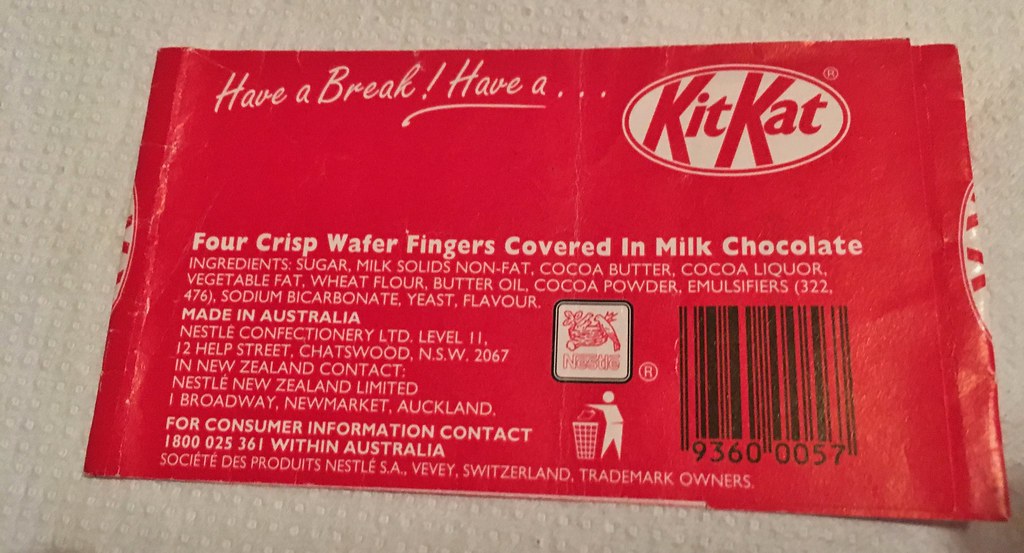 Have a Break! Have a...
KitKat®
Four Crisp Wafer Fingers Covered In Milk Chocolate
INGREDIENTS: SUGAR, MILK SOLIDS NON-FAT, COCOA BUTTER, COCOA LIQUOR,
VEGETABLE FAT, WHEAT FLOUR, BUTTER OIL, COCOA POWDER, EMULSIFIERS (322,
476), SODIUM BICARBONATE, YEAST, FLAVOUR.
MADE IN AUSTRALIA
NESTLÉ CONFECTIONERY LTD. LEVEL 11,
12 HELP STREET, CHATSWOOD, N.S.W. 2067
IN NEW ZEALAND CONTACT:
NESTLÉ NEW ZEALAND LIMITED
1 BROADWAY, NEWMARKET, AUCKLAND.
FOR CONSUMER INFORMATION CONTACT
1800 025 361 WITHIN AUSTRALIA
SOCIÉTÉ DES PRODUITS NESTLÉ S.A., VEVEY, SWITZERLAND, TRADEMARK OWNERS.
Nestlé®
9360 0057